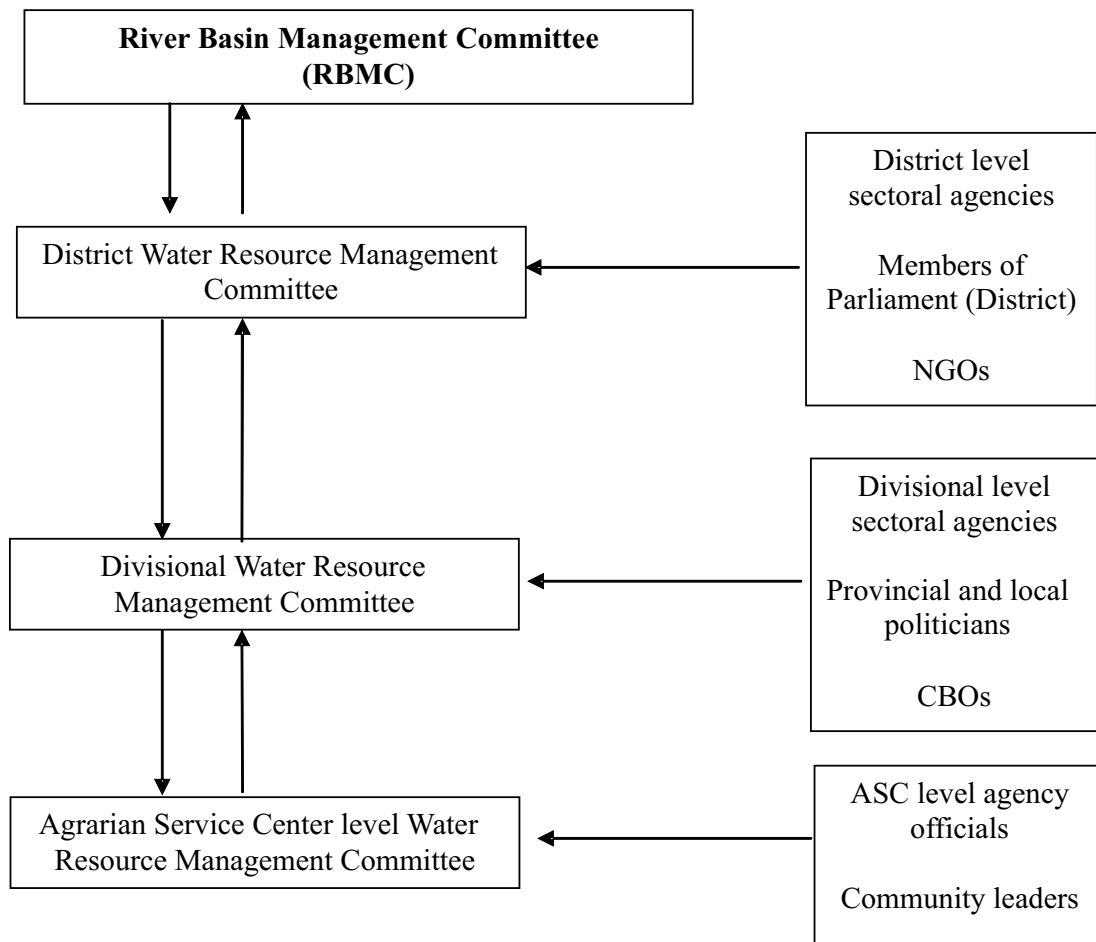 River Basin Management Committee
(RBMC)
District level
sectoral agencies
Members of
Parliament (District)
NGOs
District Water Resource Management
Committee
Divisional level
sectoral agencies
Provincial and local
politicians
CBOs
Divisional Water Resource
Management Committee
ASC level agency
officials
Community leaders
Agrarian Service Center level Water
Resource Management Committee